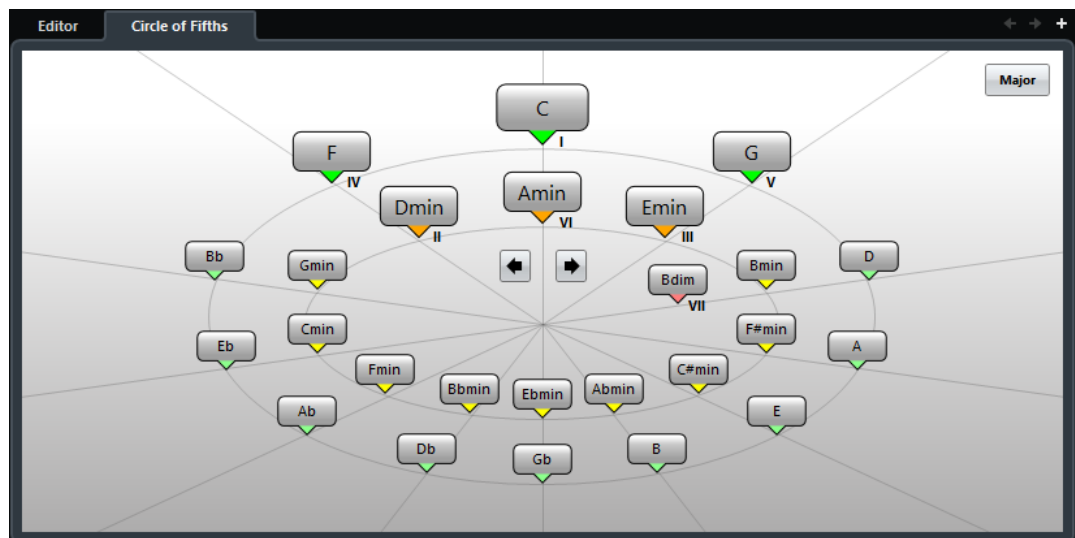 Editor
Circle of Fifths
Major
C
I
F
IV
G
V
Dmin
II
Amin
VI
Emin
III
Bb
Gmin
Bdim
VII
Bmin
D
Eb
Cmin
F#min
A
Fmin
C#min
Bbmin
Ebmin
Abmin
Ab
E
Db
Gb
B